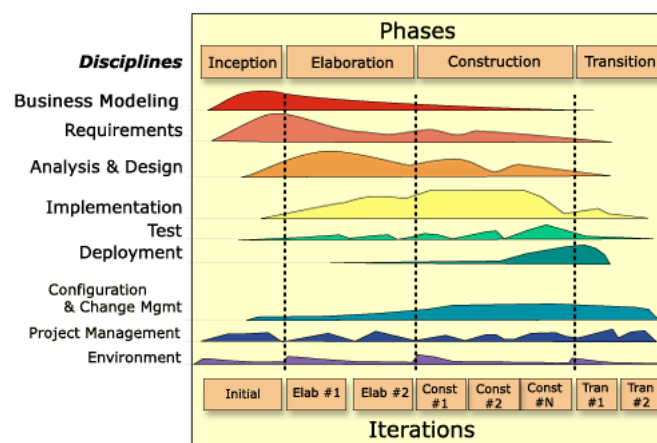 Phases
Disciplines
Inception
Elaboration
Construction
Transition
Business Modeling
Requirements
Analysis & Design
Implementation
Test
Deployment
Configuration
& Change Mgmt
Project Management
Environment
Initial
Elab #1
Elab #2
Const
#1
Const
#2
Const
#N
Tran
#1
Tran
#2
Iterations